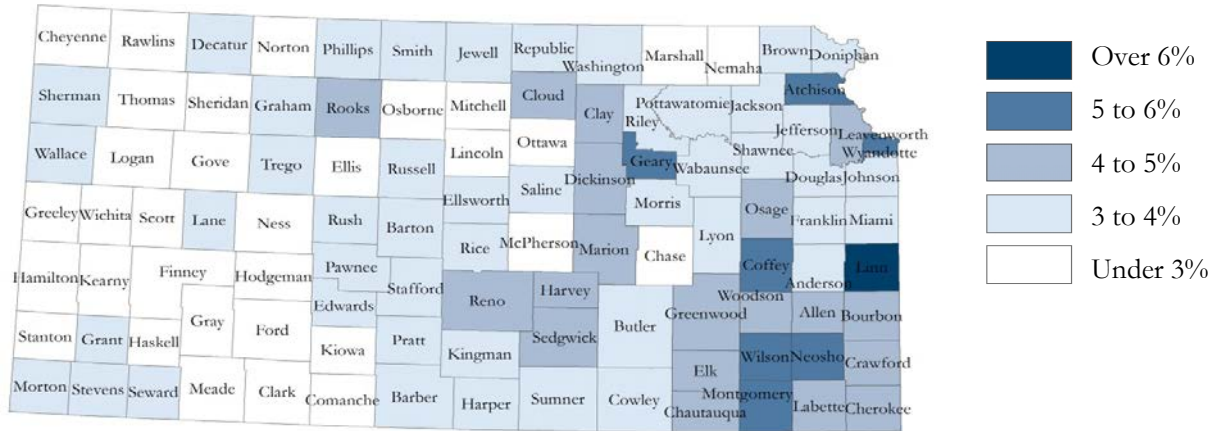 Cheyenne
Rawlins
Decatur
Norton
Phillips
Smith
Jewell
Republic
Washington
Marshall
Nemaha
Brown
Doniphan
Over 6%
Sherman
Thomas
Sheridan
Graham
Rooks
Osborne
Mitchell
Cloud
Clay
Riley
Pottawatomie
Jackson
Atchison
5 to 6%
Jefferson
Leavenworth
Wyandotte
Wallace
Logan
Gove
Trego
Ellis
Russell
Lincoln
Ottawa
Dickinson
Geary
Wabaunsee
Shawnee
Douglas
Johnson
4 to 5%
Greeley
Wichita
Scott
Lane
Ness
Rush
Barton
Ellsworth
Saline
Morris
Lyon
Osage
Franklin
Miami
3 to 4%
Hamilton
Kearny
Finney
Hodgeman
Pawnee
Rice
McPherson
Marion
Chase
Coffey
Anderson
Linn
Under 3%
Edwards
Stafford
Reno
Harvey
Butler
Greenwood
Woodson
Allen
Bourbon
Stanton
Grant
Haskell
Gray
Ford
Kiowa
Pratt
Kingman
Sedgwick
Elk
Wilson
Neosho
Crawford
Morton
Stevens
Seward
Meade
Clark
Comanche
Barber
Harper
Sumner
Cowley
Chautauqua
Montgomery
Labette
Cherokee